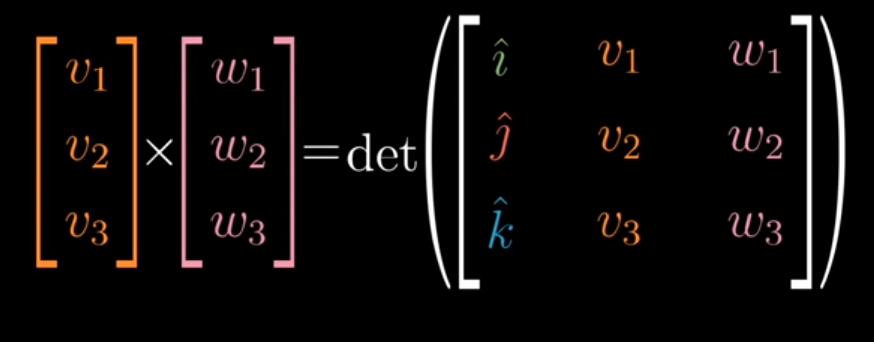 [v₁ v₂ v₃] × [w₁ w₂ w₃] = det([î v₁ w₁
ĵ v₂ w₂
k̂ v₃ w₃])